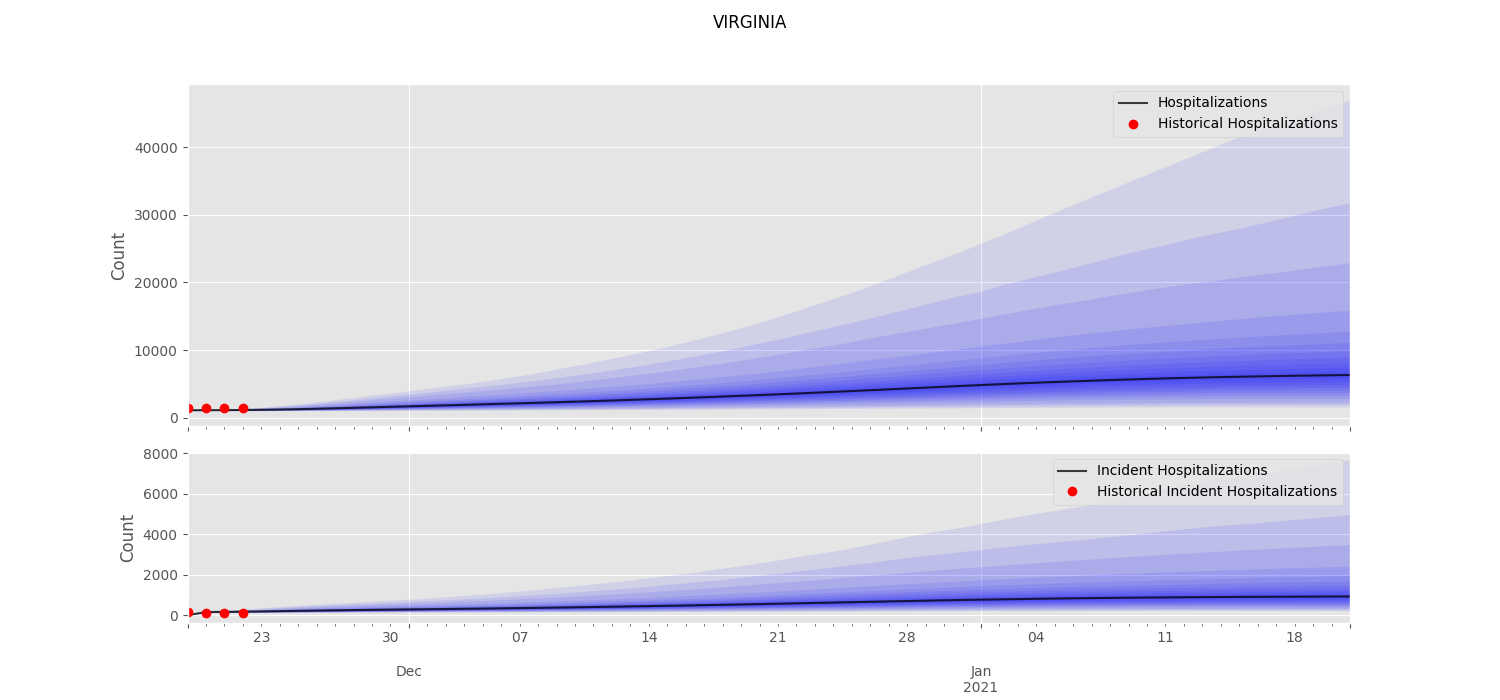 VIRGINIA
Hospitalizations
Historical Hospitalizations
Count
40000
30000
20000
10000
0
Incident Hospitalizations
Historical Incident Hospitalizations
Count
8000
6000
4000
2000
0
23 30 07 14 21 28 04 11 18
Dec Jan
2021